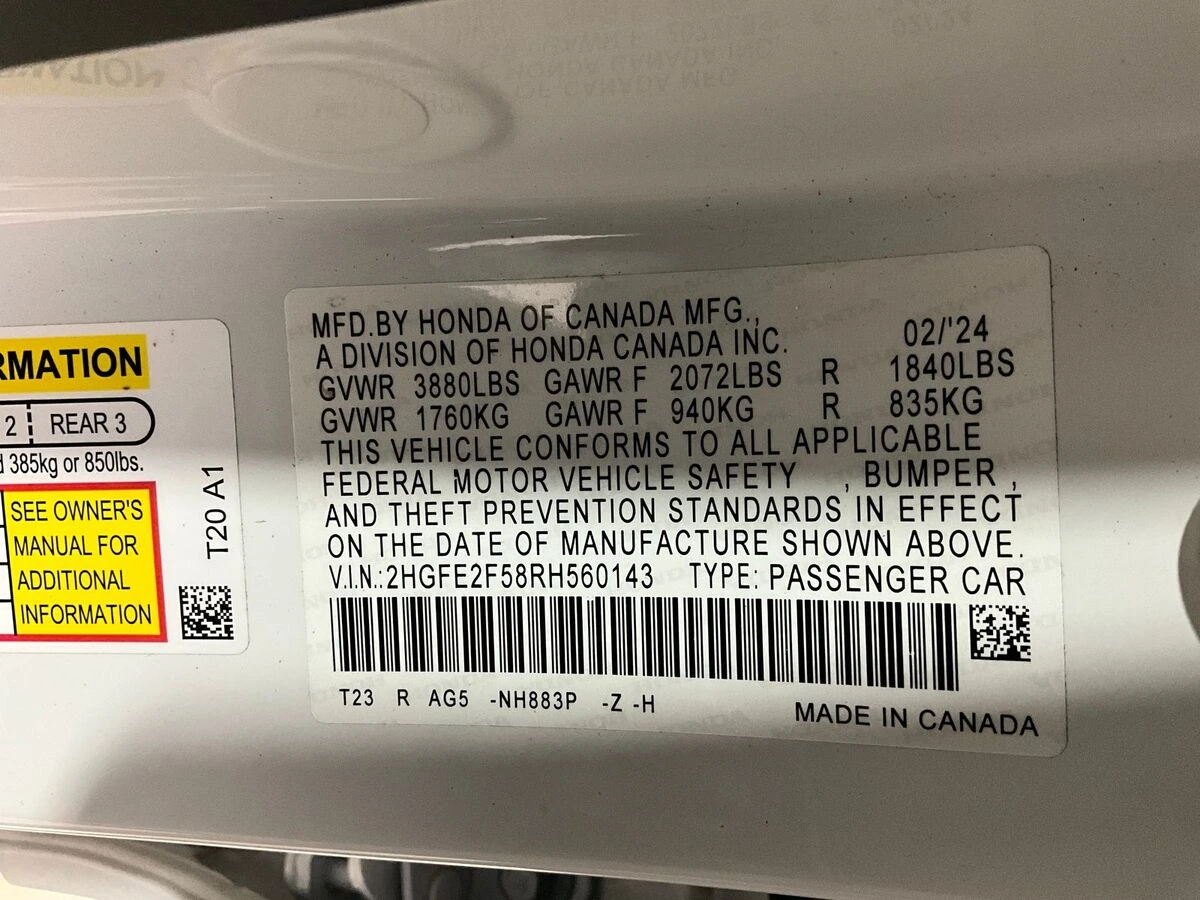 RMATION
2 REAR 3
385kg or 850lbs.
SEE OWNER'S
MANUAL FOR
ADDITIONAL
INFORMATION
T20 A1
MFD.BY HONDA OF CANADA MFG.,
A DIVISION OF HONDA CANADA INC. 02/'24
GVWR 3880LBS GAWR F 2072LBS R 1840LBS
GVWR 1760KG GAWR F 940KG R 835KG
THIS VEHICLE CONFORMS TO ALL APPLICABLE
FEDERAL MOTOR VEHICLE SAFETY , BUMPER ,
AND THEFT PREVENTION STANDARDS IN EFFECT
ON THE DATE OF MANUFACTURE SHOWN ABOVE.
V.I.N.:2HGFE2F58RH560143 TYPE: PASSENGER CAR
T23 R AG5 -NH883P -Z -H
MADE IN CANADA